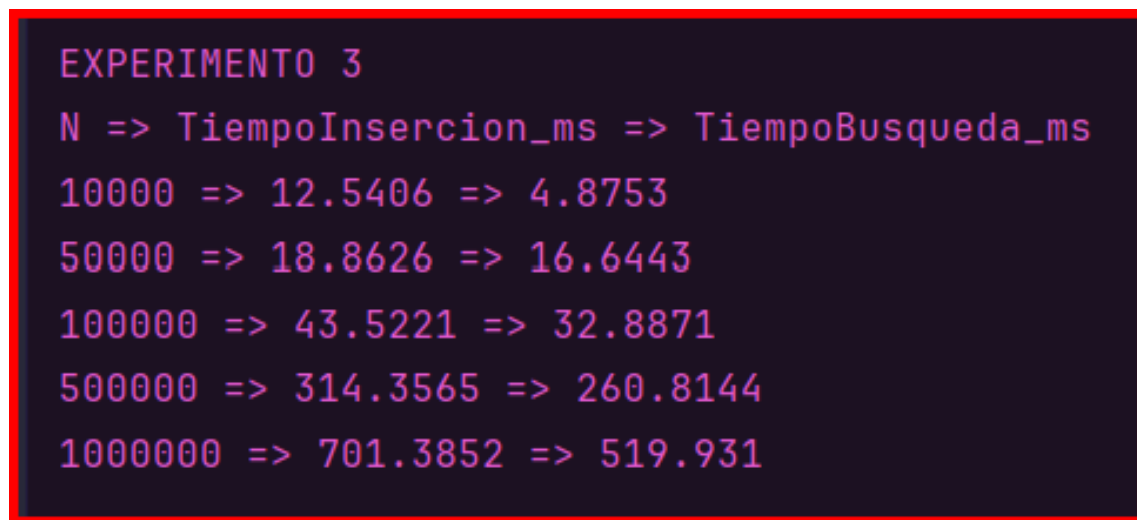 EXPERIMENTO 3
N => TiempoInsercion_ms => TiempoBusqueda_ms
10000 => 12.5406 => 4.8753
50000 => 18.8626 => 16.6443
100000 => 43.5221 => 32.8871
500000 => 314.3565 => 260.8144
1000000 => 701.3852 => 519.931